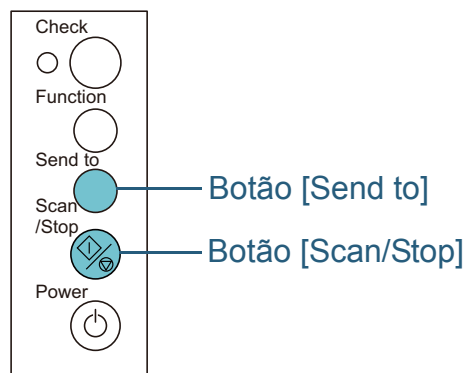 Check
Function
Send to
Botão [Send to]
Scan
/Stop
Botão [Scan/Stop]
Power